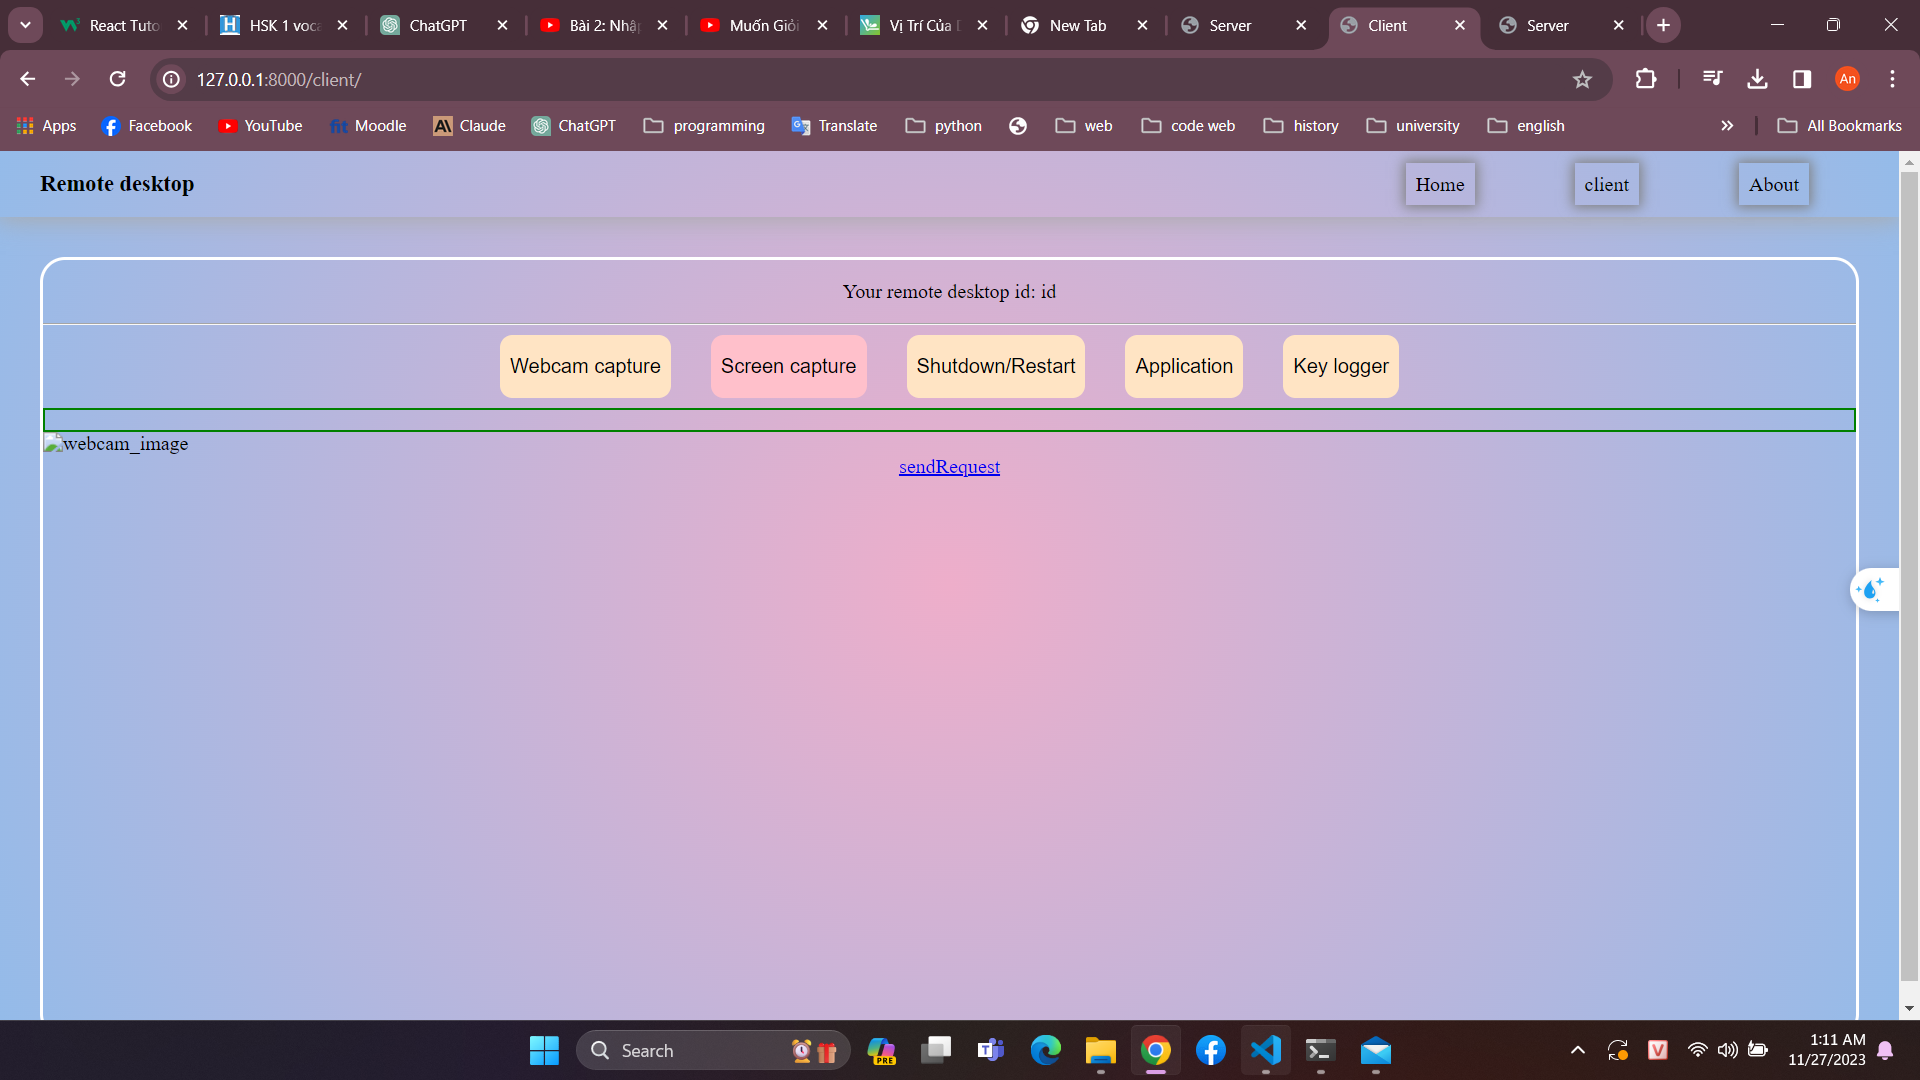 React Tuto
HSK 1 voca
ChatGPT
Bài 2: Nhập
Muốn Giỏi
Vị Trí Của
New Tab
Server
Client
Server
127.0.0.1:8000/client/
An
Apps
Facebook
YouTube
fit Moodle
Claude
ChatGPT
programming
Translate
python
web
code web
history
university
english
All Bookmarks
Remote desktop
Home
client
About
Your remote desktop id: id
Webcam capture
Screen capture
Shutdown/Restart
Application
Key logger
webcam_image
sendRequest
Search
PRE
1:11 AM
11/27/2023